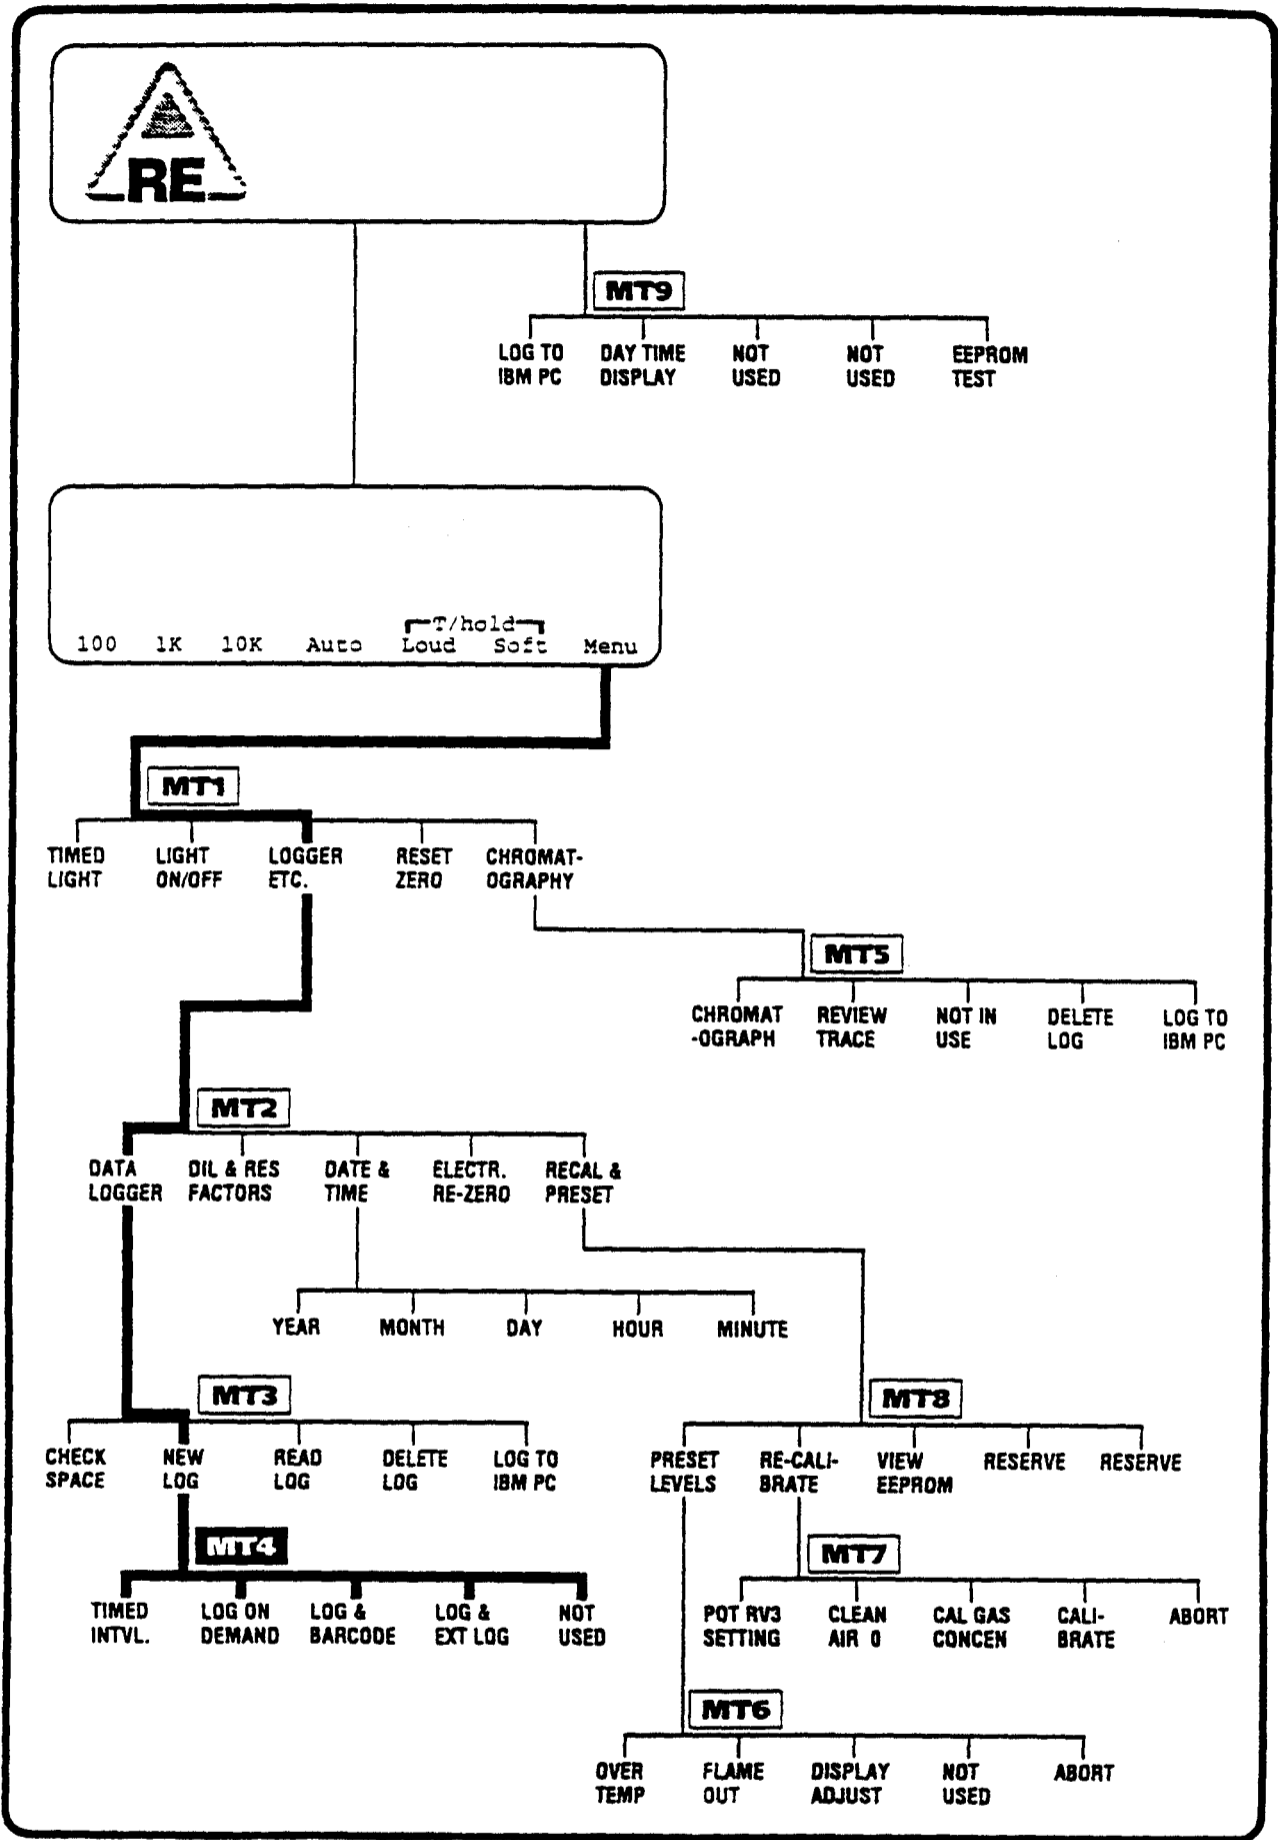 RE
MT9
LOG TO DAY TIME NOT NOT EEPROM
IBM PC DISPLAY USED USED TEST
T/hold
100 1K 10K Auto Loud Soft Menu
MT1
TIMED LIGHT LOGGER RESET CHROMAT-
LIGHT ON/OFF ETC. ZERO OGRAPHY
MT5
CHROMAT REVIEW NOT IN DELETE LOG TO
-OGRAPH TRACE USE LOG IBM PC
MT2
DATA DIL & RES DATE & ELECTR. RECAL &
LOGGER FACTORS TIME RE-ZERO PRESET
YEAR MONTH DAY HOUR MINUTE
MT3
MT8
CHECK NEW READ DELETE LOG TO PRESET RE-CALI- VIEW RESERVE RESERVE
SPACE LOG LOG LOG IBM PC LEVELS BRATE EEPROM
MT4
MT7
TIMED LOG ON LOG & LOG & NOT POT RV3 CLEAN CAL GAS CALI- ABORT
INTVL. DEMAND BARCODE EXT LOG USED SETTING AIR 0 CONCEN BRATE
MT6
OVER FLAME DISPLAY NOT ABORT
TEMP OUT ADJUST USED